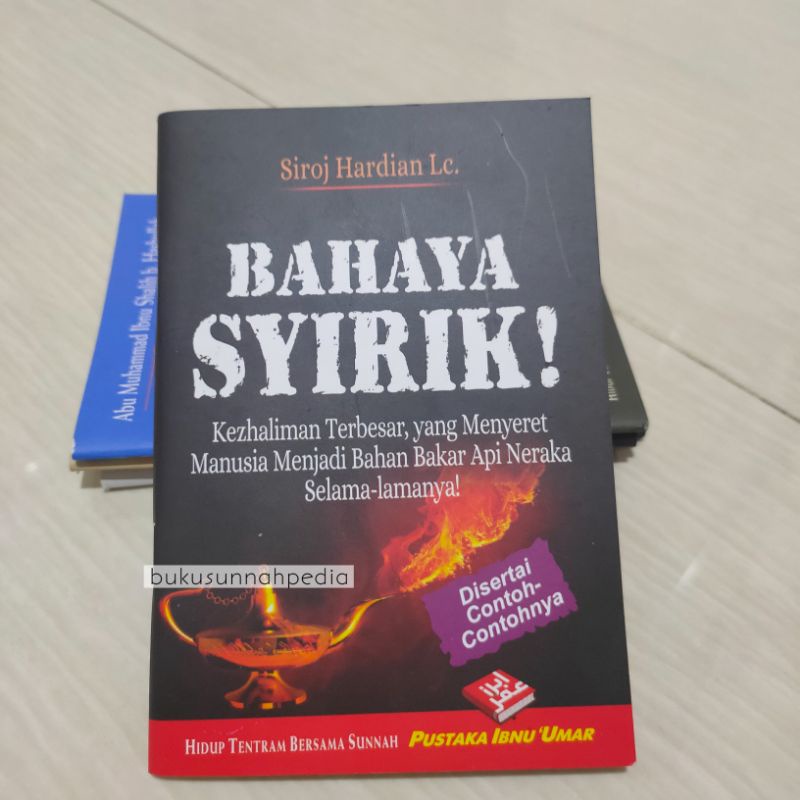 Siroj Hardian Lc.
BAHAYA
SYIRIK!
Kezhaliman Terbesar, yang Menyeret
Manusia Menjadi Bahan Bakar Api Neraka
Selama-lamanya!
bukusunnahpedia
Disertai
Contoh-
Contohnya
HIDUP TENTRAM BERSAMA SUNNAH PUSTAKA IBNU 'UMAR
Abu Muhammad Ibnu Shalih b.